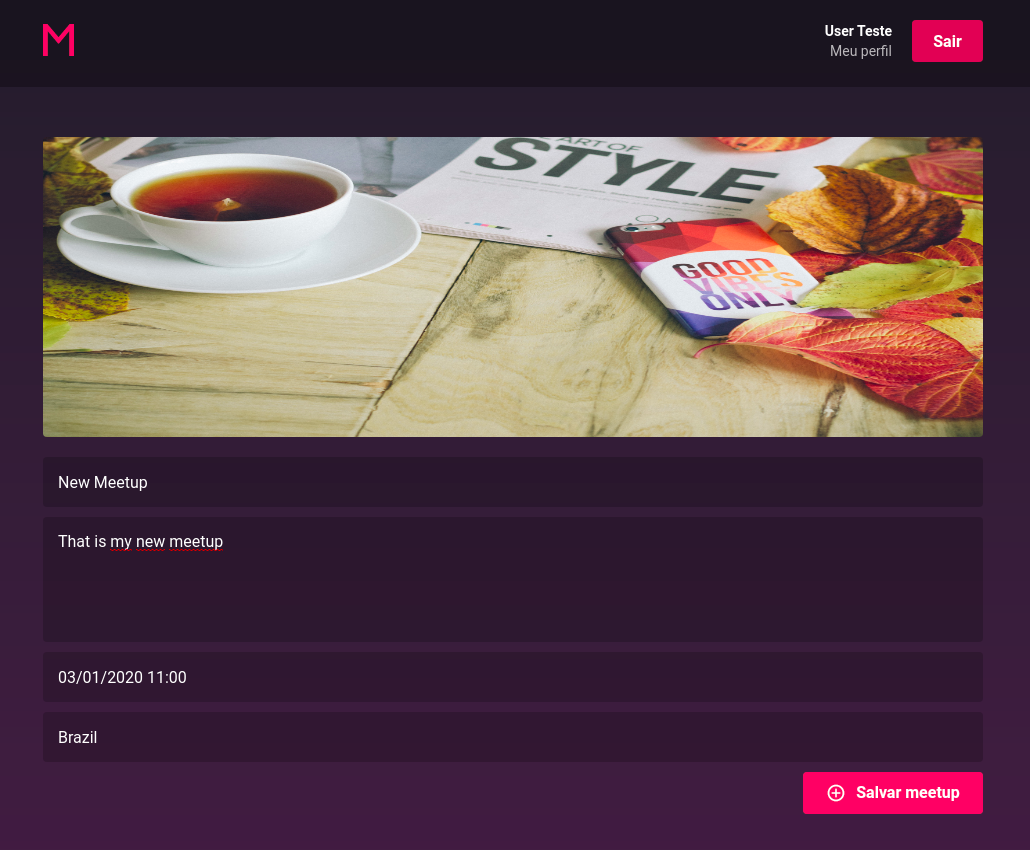 M
User Teste
Meu perfil
Sair
ART OF
STYLE
GOOD
VIBES
ONLY
New Meetup
That is my new meetup
03/01/2020 11:00
Brazil
Salvar meetup